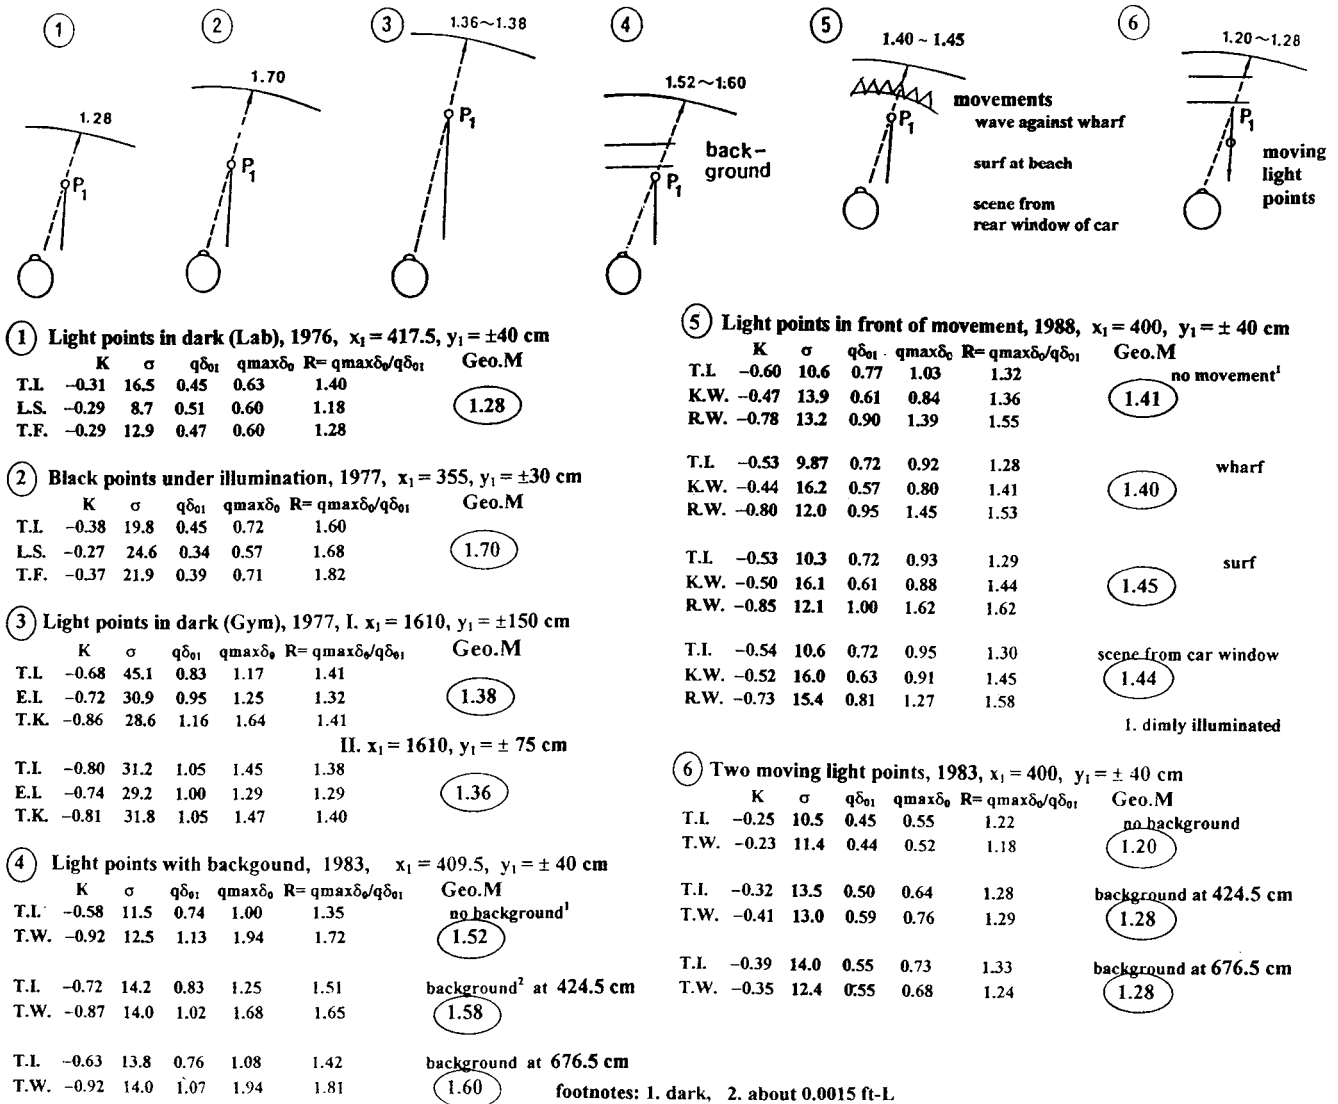 1
1.28
P₁
2
1.70
P₁
3
1.36~1.38
P₁
4
1.52~1.60
back-
ground
P₁
5
1.40 ~ 1.45
P₁
movements
wave against wharf
surf at beach
scene from
rear window of car
6
1.20~1.28
P₁
moving
light
points
1 Light points in dark (Lab), 1976, x₁ = 417.5, y₁ = ±40 cm
K σ qδ₀₁ qmaxδ₀ R= qmaxδ₀/qδ₀₁ Geo.M
T.I. −0.31 16.5 0.45 0.63 1.40
L.S. −0.29 8.7 0.51 0.60 1.18 1.28
T.F. −0.29 12.9 0.47 0.60 1.28
2 Black points under illumination, 1977, x₁ = 355, y₁ = ±30 cm
K σ qδ₀₁ qmaxδ₀ R= qmaxδ₀/qδ₀₁ Geo.M
T.I. −0.38 19.8 0.45 0.72 1.60
L.S. −0.27 24.6 0.34 0.57 1.68 1.70
T.F. −0.37 21.9 0.39 0.71 1.82
3 Light points in dark (Gym), 1977, I. x₁ = 1610, y₁ = ±150 cm
K σ qδ₀₁ qmaxδ₀ R= qmaxδ₀/qδ₀₁ Geo.M
T.I. −0.68 45.1 0.83 1.17 1.41
E.I. −0.72 30.9 0.95 1.25 1.32 1.38
T.K. −0.86 28.6 1.16 1.64 1.41
II. x₁ = 1610, y₁ = ± 75 cm
T.I. −0.80 31.2 1.05 1.45 1.38
E.I. −0.74 29.2 1.00 1.29 1.29 1.36
T.K. −0.81 31.8 1.05 1.47 1.40
4 Light points with backgound, 1983, x₁ = 409.5, y₁ = ± 40 cm
K σ qδ₀₁ qmaxδ₀ R= qmaxδ₀/qδ₀₁ Geo.M
T.I. −0.58 11.5 0.74 1.00 1.35 no background¹
T.W. −0.92 12.5 1.13 1.94 1.72 1.52
T.I. −0.72 14.2 0.83 1.25 1.51 background² at 424.5 cm
T.W. −0.87 14.0 1.02 1.68 1.65 1.58
T.I. −0.63 13.8 0.76 1.08 1.42 background at 676.5 cm
T.W. −0.92 14.0 1.07 1.94 1.81 1.60
footnotes: 1. dark, 2. about 0.0015 ft-L
5 Light points in front of movement, 1988, x₁ = 400, y₁ = ± 40 cm
K σ qδ₀₁ qmaxδ₀ R= qmaxδ₀/qδ₀₁ Geo.M
T.I. −0.60 10.6 0.77 1.03 1.32 no movement¹
K.W. −0.47 13.9 0.61 0.84 1.36 1.41
R.W. −0.78 13.2 0.90 1.39 1.55
T.I. −0.53 9.87 0.72 0.92 1.28 wharf
K.W. −0.44 16.2 0.57 0.80 1.41 1.40
R.W. −0.80 12.0 0.95 1.45 1.53
T.I. −0.53 10.3 0.72 0.93 1.29 surf
K.W. −0.50 16.1 0.61 0.88 1.44 1.45
R.W. −0.85 12.1 1.00 1.62 1.62
T.I. −0.54 10.6 0.72 0.95 1.30 scene from car window
K.W. −0.52 16.0 0.63 0.91 1.45 1.44
R.W. −0.73 15.4 0.81 1.27 1.58
1. dimly illuminated
6 Two moving light points, 1983, x₁ = 400, y₁ = ± 40 cm
K σ qδ₀₁ qmaxδ₀ R= qmaxδ₀/qδ₀₁ Geo.M
T.I. −0.25 10.5 0.45 0.55 1.22 no background
T.W. −0.23 11.4 0.44 0.52 1.18 1.20
T.I. −0.32 13.5 0.50 0.64 1.28 background at 424.5 cm
T.W. −0.41 13.0 0.59 0.76 1.29 1.28
T.I. −0.39 14.0 0.55 0.73 1.33 background at 676.5 cm
T.W. −0.35 12.4 0.55 0.68 1.24 1.28